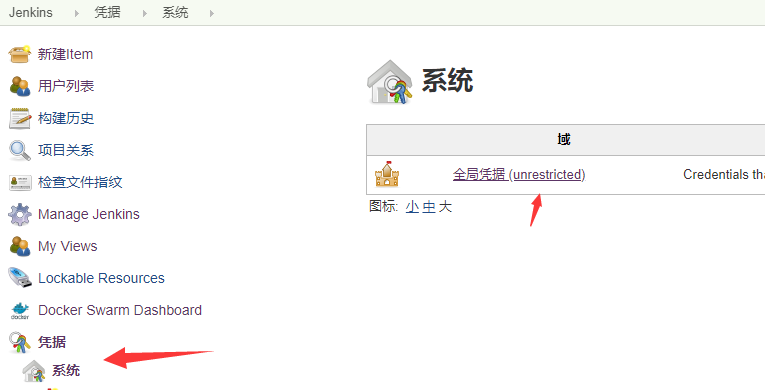 Jenkins 凭据 系统
新建Item
用户列表
构建历史
项目关系
检查文件指纹
Manage Jenkins
My Views
Lockable Resources
Docker Swarm Dashboard
凭据
系统
系统
域
全局凭据 (unrestricted) Credentials tha
图标: 小 中 大